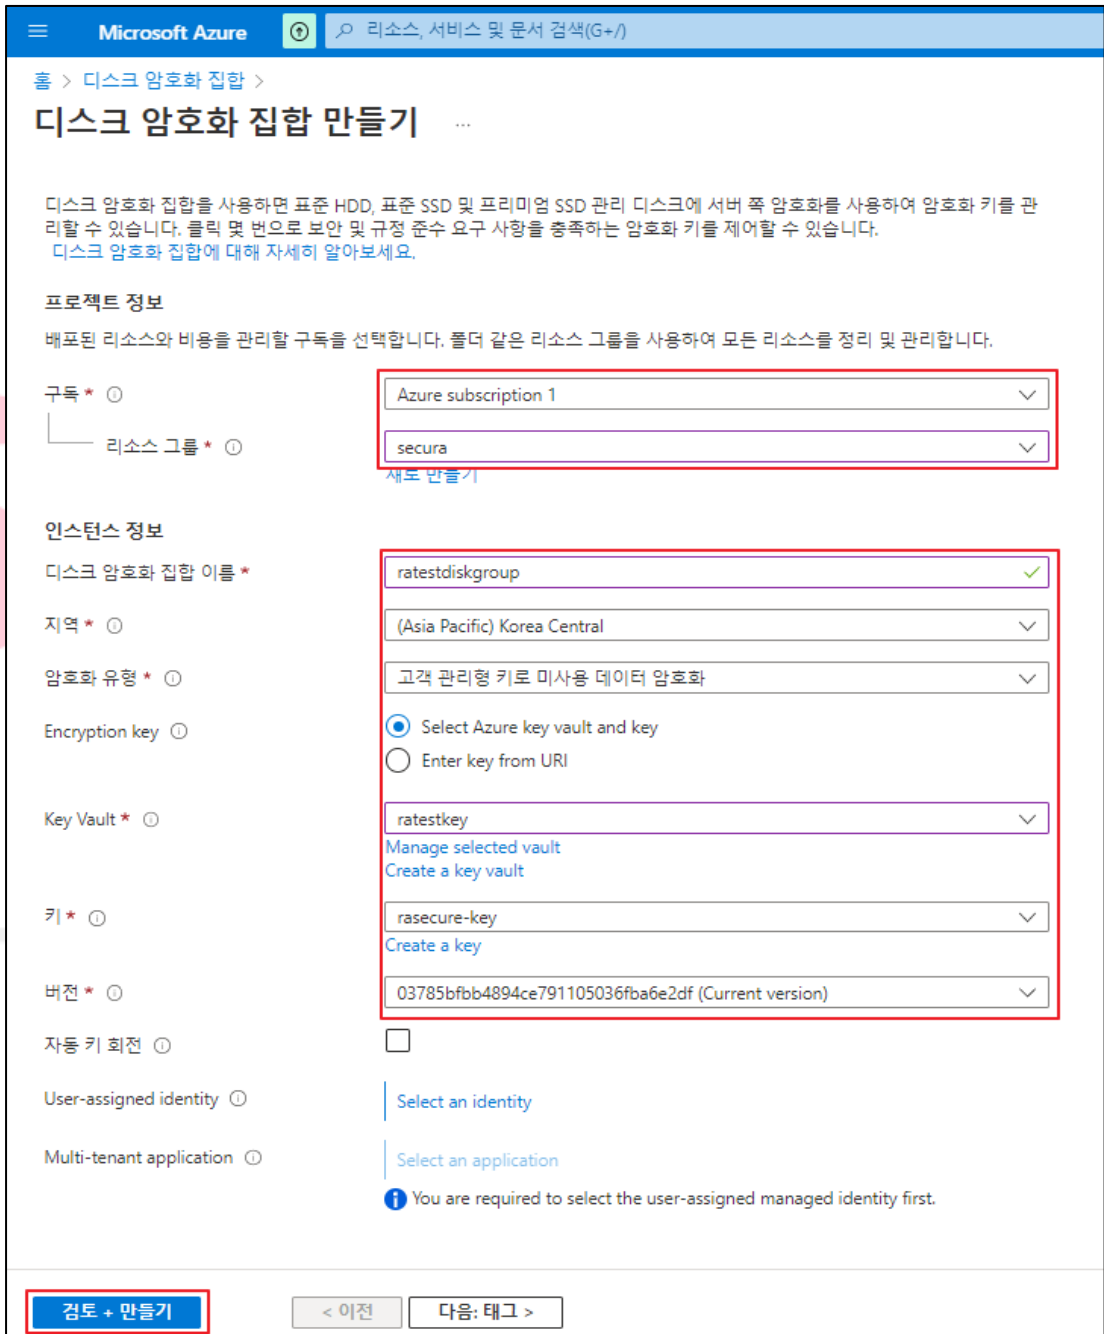 Microsoft Azure
리소스, 서비스 및 문서 검색(G+/)
홈 > 디스크 암호화 집합 >
디스크 암호화 집합 만들기 ...
디스크 암호화 집합을 사용하면 표준 HDD, 표준 SSD 및 프리미엄 SSD 관리 디스크에 서버 쪽 암호화를 사용하여 암호화 키를 관
리할 수 있습니다. 클릭 몇 번으로 보안 및 규정 준수 요구 사항을 충족하는 암호화 키를 제어할 수 있습니다.
디스크 암호화 집합에 대해 자세히 알아보세요.
프로젝트 정보
배포된 리소스와 비용을 관리할 구독을 선택합니다. 폴더 같은 리소스 그룹을 사용하여 모든 리소스를 정리 및 관리합니다.
구독 * Azure subscription 1
리소스 그룹 * secura
새로 만들기
인스턴스 정보
디스크 암호화 집합 이름 * ratestdiskgroup
지역 * (Asia Pacific) Korea Central
암호화 유형 * 고객 관리형 키로 미사용 데이터 암호화
Encryption key Select Azure key vault and key
Enter key from URI
Key Vault * ratestkey
Manage selected vault
Create a key vault
키 * rasecure-key
Create a key
버전 * 03785bfbb4894ce791105036fba6e2df (Current version)
자동 키 회전
User-assigned identity Select an identity
Multi-tenant application Select an application
You are required to select the user-assigned managed identity first.
검토 + 만들기 < 이전 다음: 태그 >